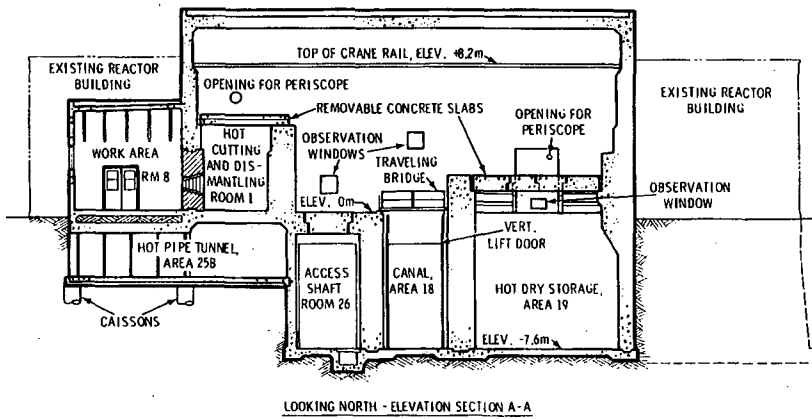 TOP OF CRANE RAIL, ELEV. +8.2m
EXISTING REACTOR
BUILDING
OPENING FOR PERISCOPE
REMOVABLE CONCRETE SLABS
EXISTING REACTOR
BUILDING
OPENING FOR
PERISCOPE
HOT
CUTTING
AND DIS-
MANTLING
ROOM 1
OBSERVATION
WINDOWS
WORK AREA
RM 8
TRAVELING
BRIDGE
ELEV. 0m
OBSERVATION
WINDOW
VERT.
LIFT DOOR
HOT PIPE TUNNEL,
AREA 25B
ACCESS
SHAFT
ROOM 26
CANAL,
AREA 18
HOT DRY STORAGE,
AREA 19
CAISSONS
ELEV. -7.6m
LOOKING NORTH - ELEVATION SECTION A-A